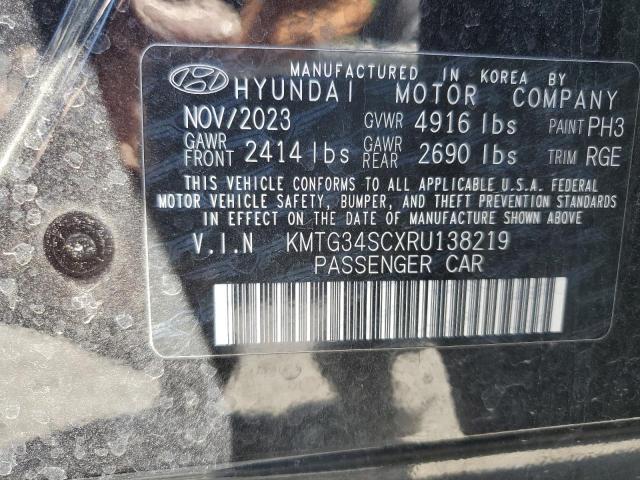 MANUFACTURED IN KOREA BY
HYUNDAI MOTOR COMPANY
NOV/2023 GVWR 4916 lbs PAINT PH3
GAWR FRONT 2414 lbs GAWR REAR 2690 lbs TRIM RGE
THIS VEHICLE CONFORMS TO ALL APPLICABLE U.S.A. FEDERAL
MOTOR VEHICLE SAFETY, BUMPER, AND THEFT PREVENTION STANDARDS
IN EFFECT ON THE DATE OF MANUFACTURE SHOWN ABOVE
V.I.N KMTG34SCXRU138219
PASSENGER CAR